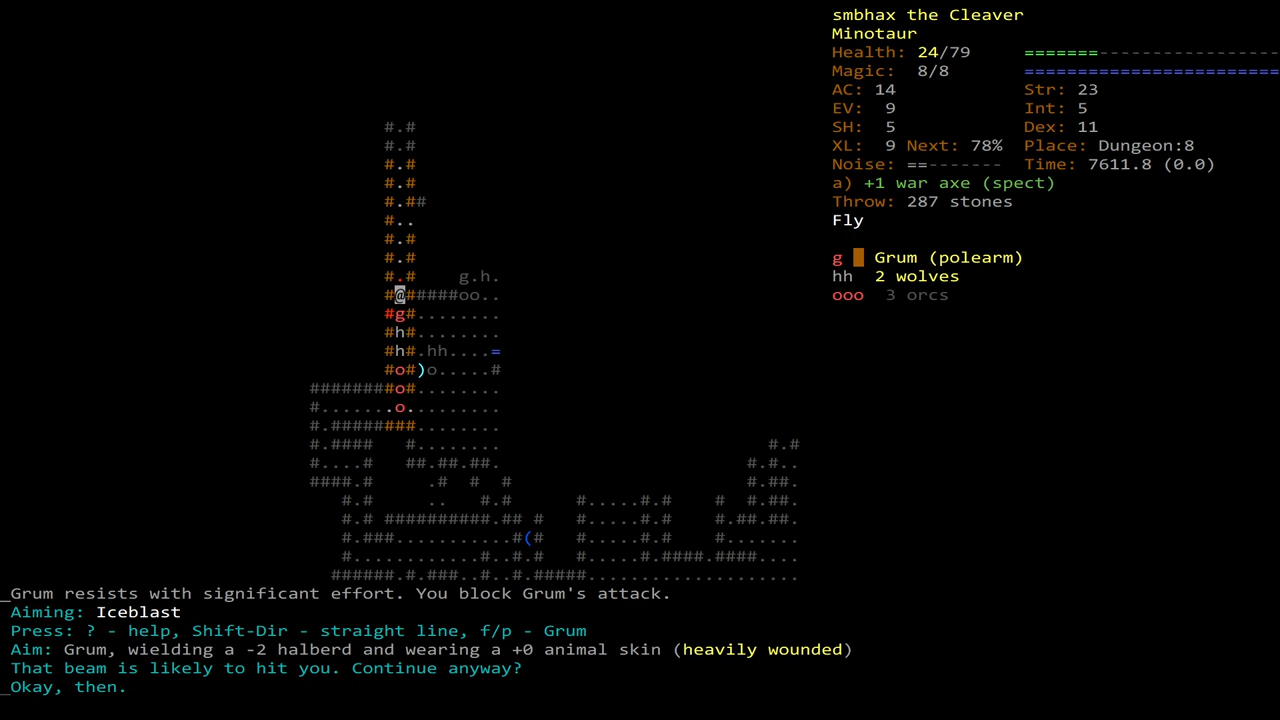 smbhax the Cleaver
Minotaur
Health: 24/79 =======-----------------
Magic: 8/8 ========================
AC: 14 Str: 23
EV: 9 Int: 5
SH: 5 Dex: 11
XL: 9 Next: 78% Place: Dungeon:8
Noise: ==------- Time: 7611.8 (0.0)
a) +1 war axe (spect)
Throw: 287 stones
Fly
g Grum (polearm)
hh 2 wolves
ooo 3 orcs
#.#
#.#
#.#
#.#
#.##
#..
#.#
#.#
#.# g.h.
#@#####oo..
#g#........
#h#........
#h#.hh....=
#o#)o.....#
########o#........
#.......o.........
#.########........
#.#### #........
#....# ##.##.##.
####.# .# # #
#.# .. #.#
#.# ##########.## #
#.###...........#(#
#............#..#.#
######.#.###..#..#.#####...................
#.#
#.#..
#.##.
#.....#.# # #.##.
#.....#.# #.##.##.
#.....#.# #.......
#.....#.####.####....
_Grum resists with significant effort. You block Grum's attack.
Aiming: Iceblast
Press: ? - help, Shift-Dir - straight line, f/p - Grum
Aim: Grum, wielding a -2 halberd and wearing a +0 animal skin (heavily wounded)
That beam is likely to hit you. Continue anyway?
_Okay, then.